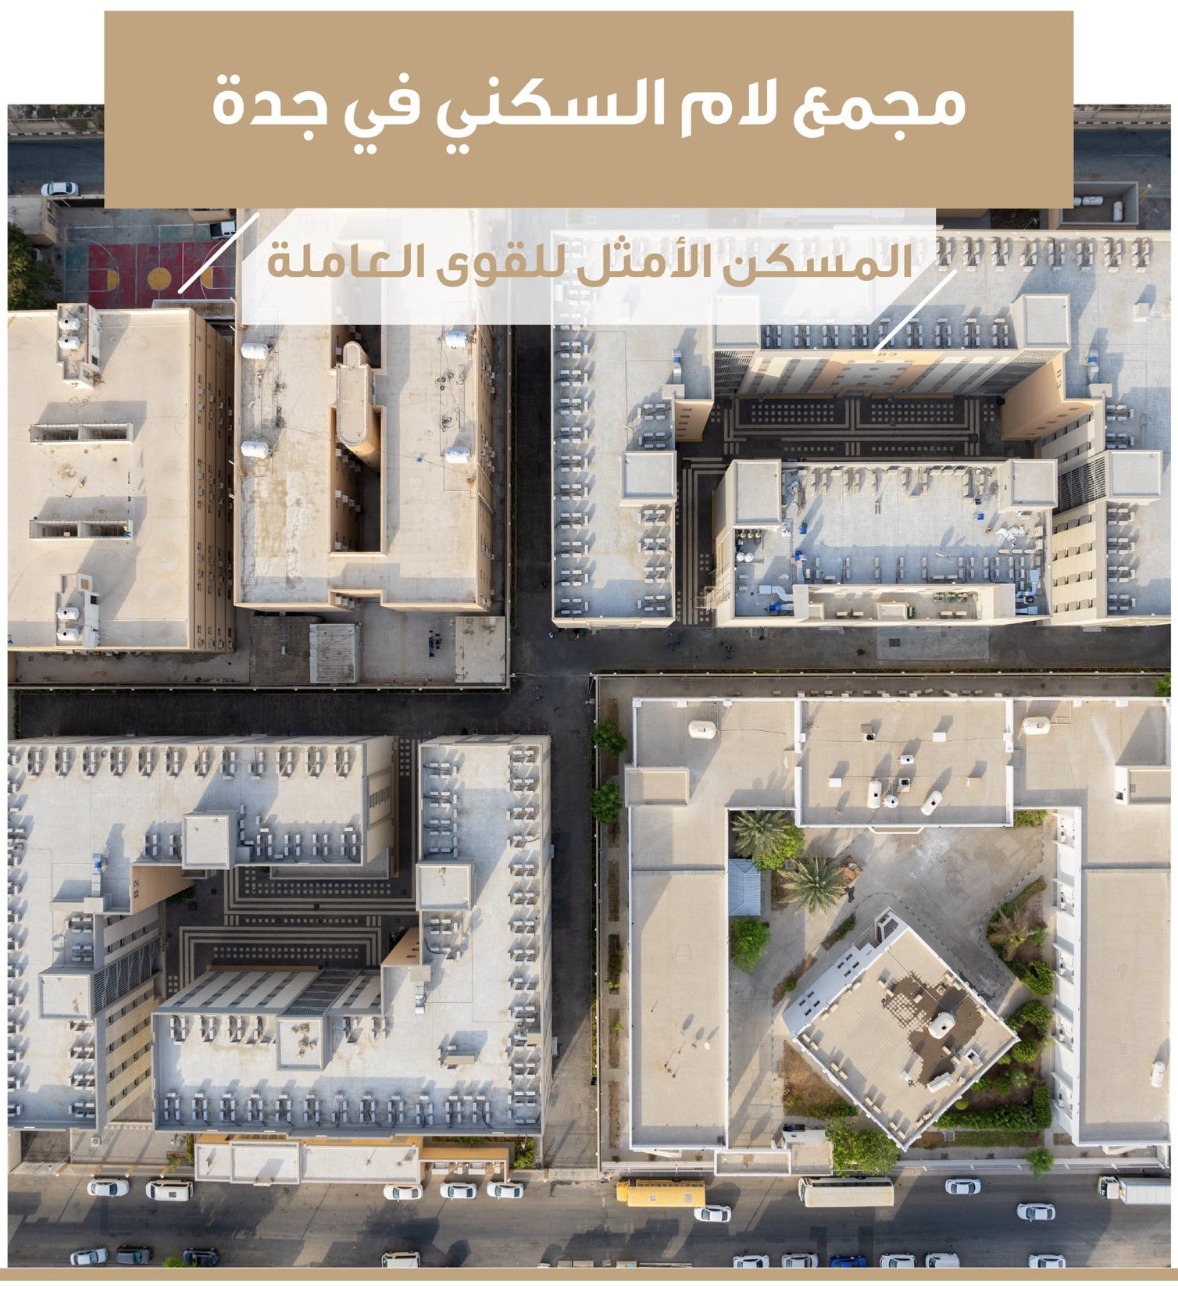 مجمع لام السكني في جدة
المسكن الأمثل للقوى العاملة